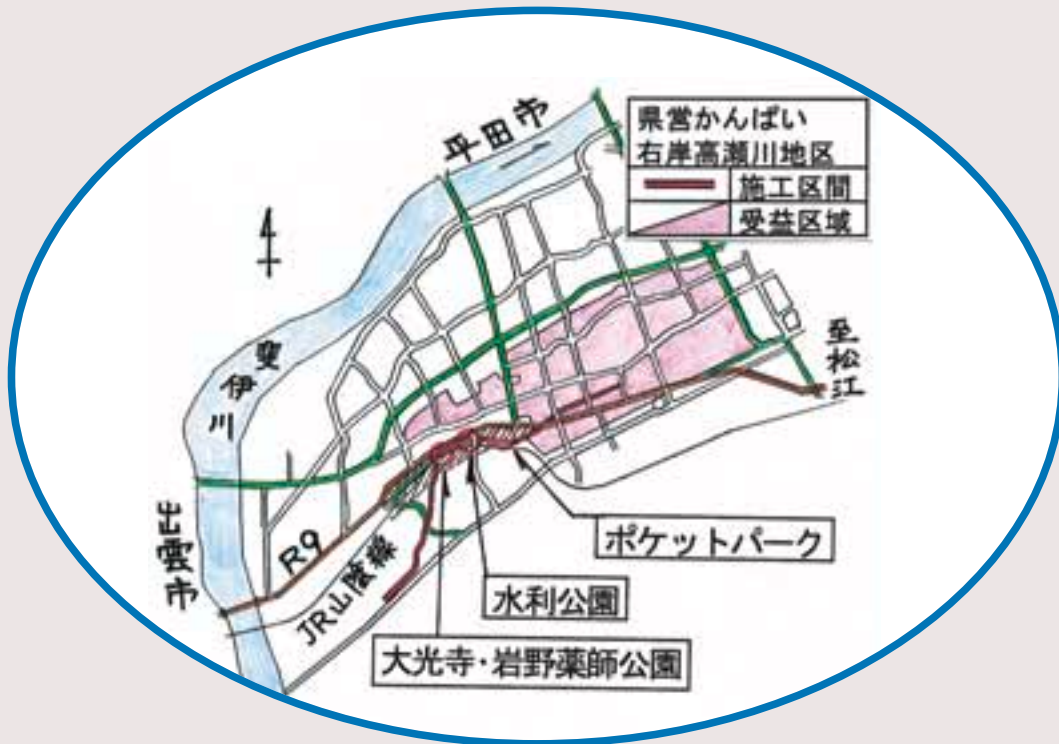 県営かんぱい
右岸高瀬川地区
施工区間
受益区域
平田市
斐伊川
至松江
出雲市
R9
JR山陰線
ポケットパーク
水利公園
大光寺・岩野薬師公園